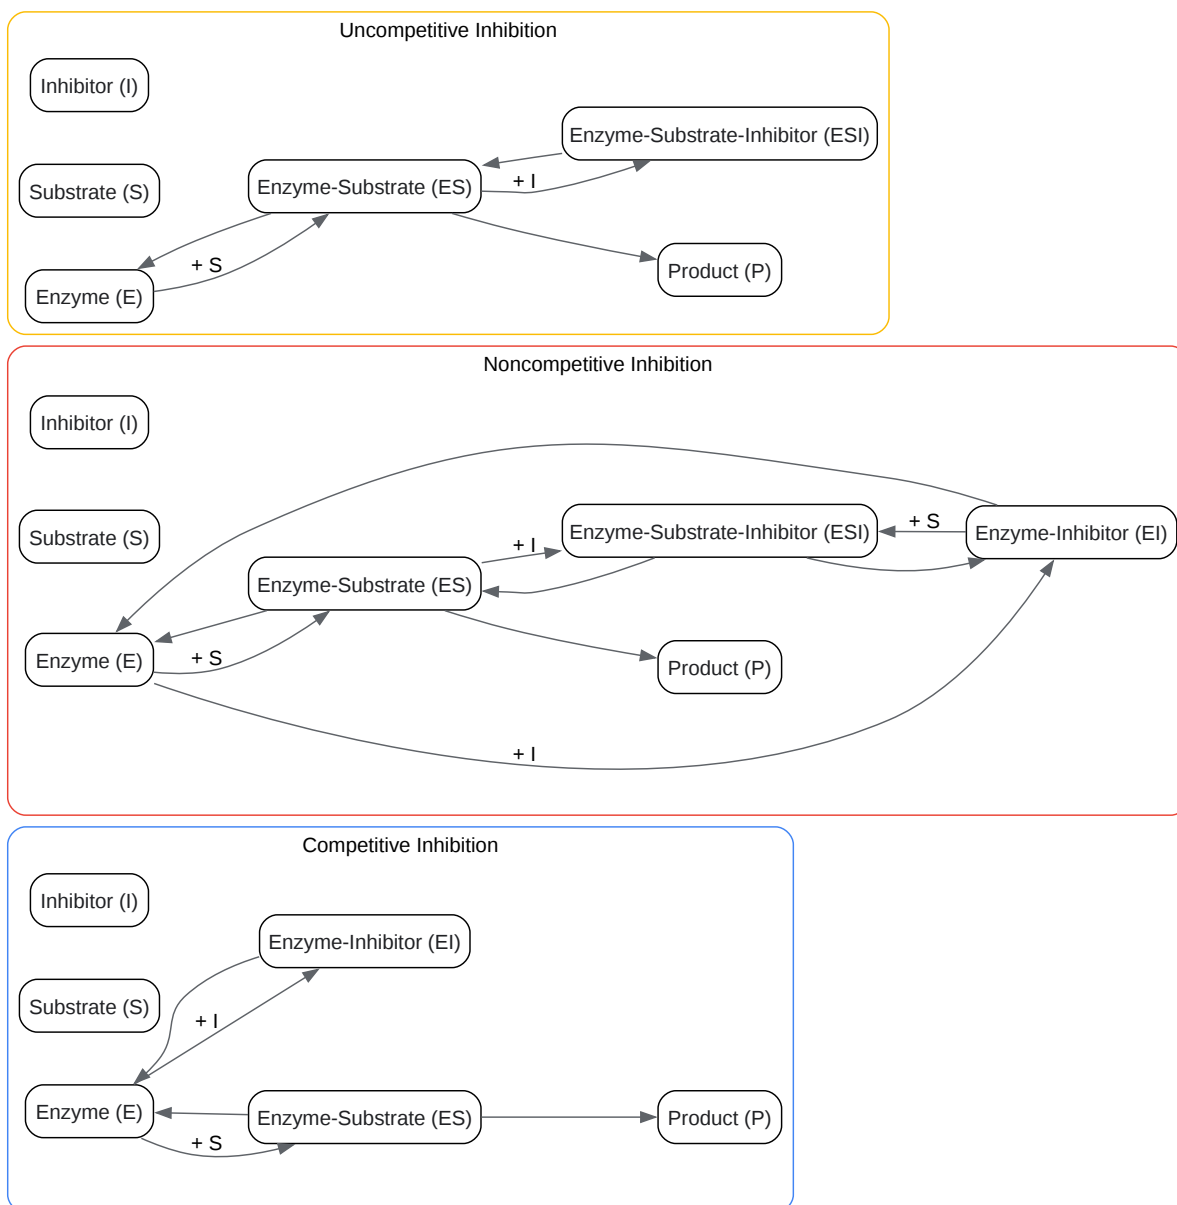 Uncompetitive Inhibition
Inhibitor (I)
Enzyme-Substrate-Inhibitor (ESI)
Substrate (S)
Enzyme-Substrate (ES)
+ I
+ S
Product (P)
Enzyme (E)
Noncompetitive Inhibition
Inhibitor (I)
Substrate (S)
Enzyme-Substrate-Inhibitor (ESI)
+ S
Enzyme-Inhibitor (EI)
+ I
Enzyme-Substrate (ES)
Enzyme (E)
+ S
Product (P)
+ I
Competitive Inhibition
Inhibitor (I)
Enzyme-Inhibitor (EI)
Substrate (S)
+ I
Enzyme (E)
Enzyme-Substrate (ES)
Product (P)
+ S